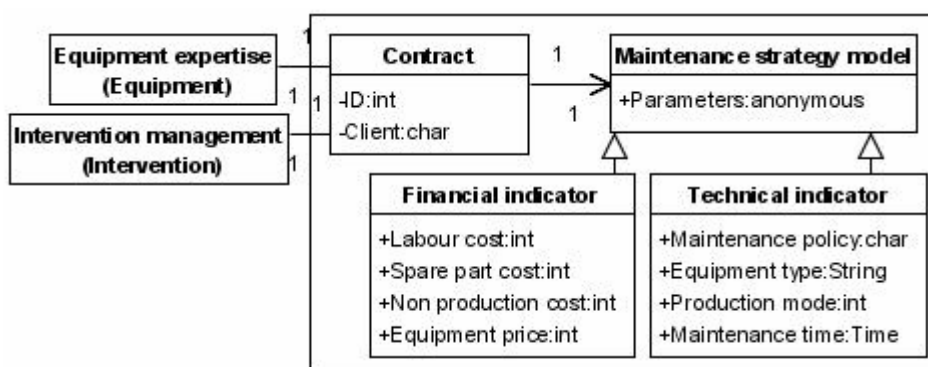 Equipment expertise
(Equipment)
1
1
Contract
-ID:int
-Client:char
1
1
Maintenance strategy model
+Parameters:anonymous
Intervention management
(Intervention)
1
1
Financial indicator
+Labour cost:int
+Spare part cost:int
+Non production cost:int
+Equipment price:int
Technical indicator
+Maintenance policy:char
+Equipment type:String
+Production mode:int
+Maintenance time:Time